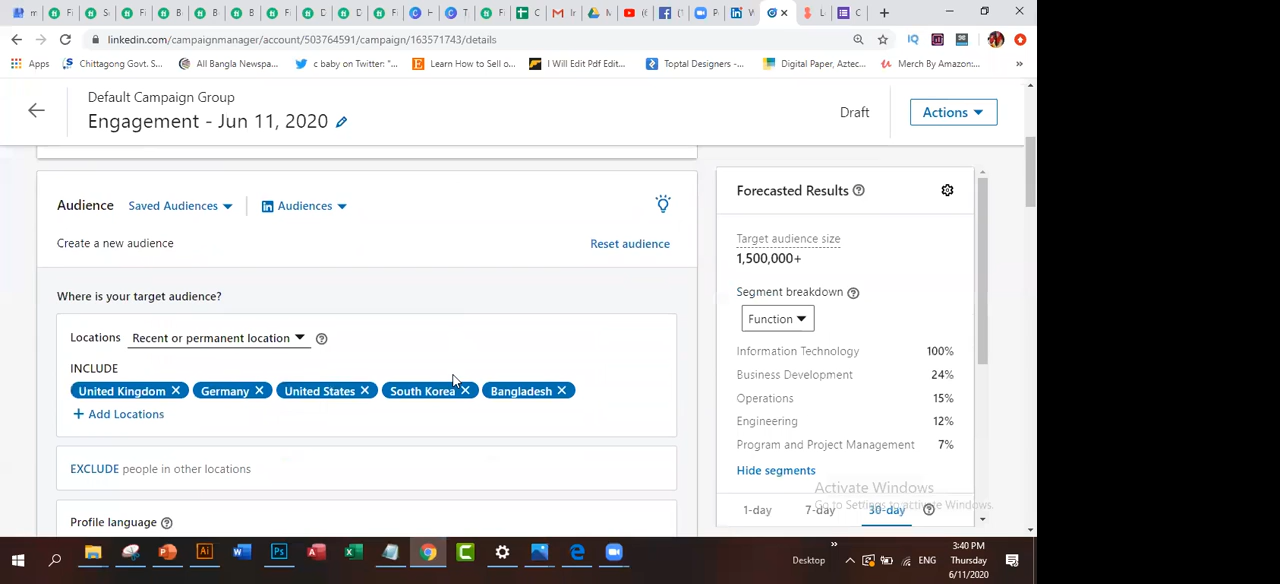 linkedin.com/campaignmanager/account/503764591/campaign/163571743/details
Apps
Chittagong Govt. S...
All Bangla Newspa...
c baby on Twitter: "...
Learn How to Sell o...
I Will Edit Pdf Edit...
Toptal Designers -...
Digital Paper, Aztec...
Merch By Amazon:...
»
Default Campaign Group
Engagement - Jun 11, 2020
Draft
Actions
Audience
Saved Audiences
Audiences
Create a new audience
Reset audience
Where is your target audience?
Locations
Recent or permanent location
INCLUDE
United Kingdom
Germany
United States
South Korea
Bangladesh
+ Add Locations
EXCLUDE people in other locations
Profile language
Forecasted Results
Target audience size
1,500,000+
Segment breakdown
Function
Information Technology 100%
Business Development 24%
Operations 15%
Engineering 12%
Program and Project Management 7%
Hide segments
1-day
7-day
30-day
Activate Windows
Go to Settings to activate Windows.
Desktop
»
ENG
3:40 PM
Thursday
6/11/2020